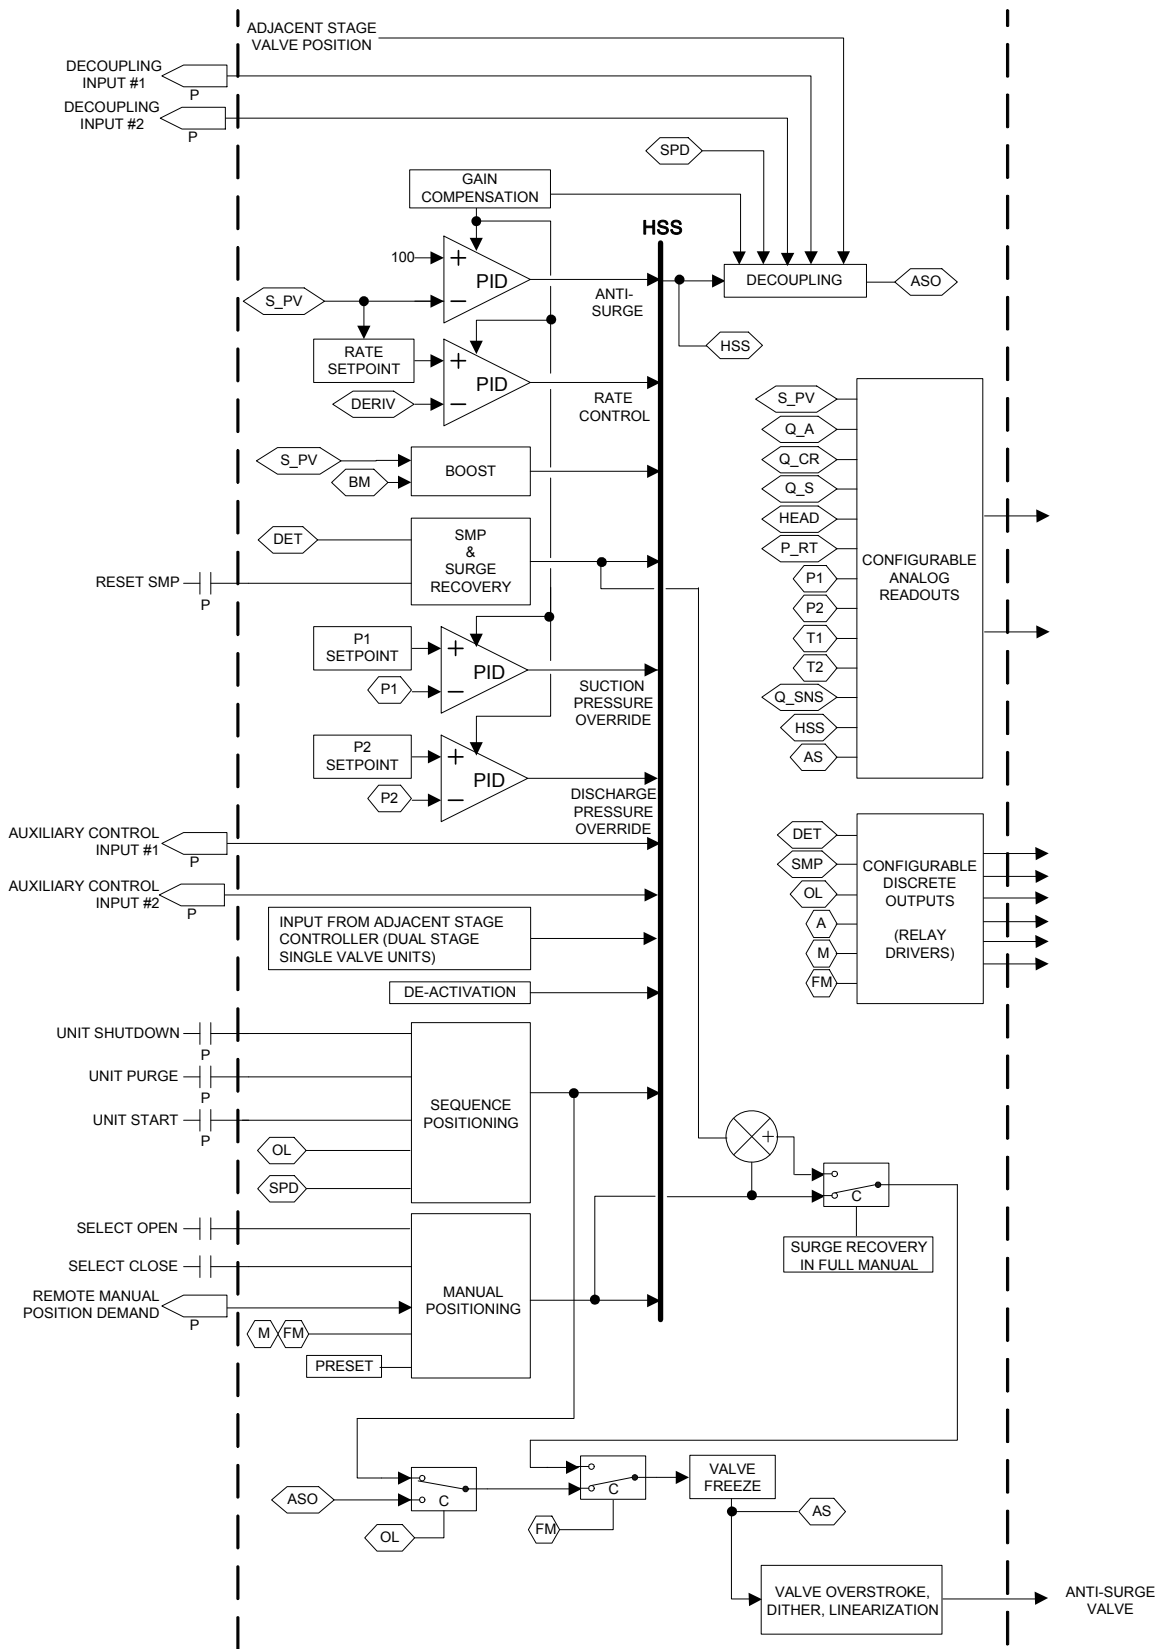 ADJACENT STAGE
VALVE POSITION
DECOUPLING
INPUT #1
P
DECOUPLING
INPUT #2
P
SPD
GAIN
COMPENSATION
HSS
100
+
PID
−
S_PV
ANTI-
SURGE
DECOUPLING
ASO
HSS
RATE
SETPOINT
+
PID
−
DERIV
RATE
CONTROL
S_PV
BM
BOOST
DET
SMP
&
SURGE
RECOVERY
RESET SMP
P
P1
SETPOINT
+
PID
−
P1
SUCTION
PRESSURE
OVERRIDE
P2
SETPOINT
+
PID
−
P2
DISCHARGE
PRESSURE
OVERRIDE
S_PV
Q_A
Q_CR
Q_S
HEAD
P_RT
P1
P2
T1
T2
Q_SNS
HSS
AS
CONFIGURABLE
ANALOG
READOUTS
AUXILIARY CONTROL
INPUT #1
P
AUXILIARY CONTROL
INPUT #2
P
DET
SMP
OL
A
M
FM
CONFIGURABLE
DISCRETE
OUTPUTS
(RELAY
DRIVERS)
INPUT FROM ADJACENT STAGE
CONTROLLER (DUAL STAGE
SINGLE VALVE UNITS)
DE-ACTIVATION
UNIT SHUTDOWN
P
UNIT PURGE
P
UNIT START
P
OL
SPD
SEQUENCE
POSITIONING
+
C
SURGE RECOVERY
IN FULL MANUAL
SELECT OPEN
SELECT CLOSE
REMOTE MANUAL
POSITION DEMAND
P
M
FM
PRESET
MANUAL
POSITIONING
ASO
C
OL
C
FM
VALVE
FREEZE
AS
VALVE OVERSTROKE,
DITHER, LINEARIZATION
ANTI-SURGE
VALVE